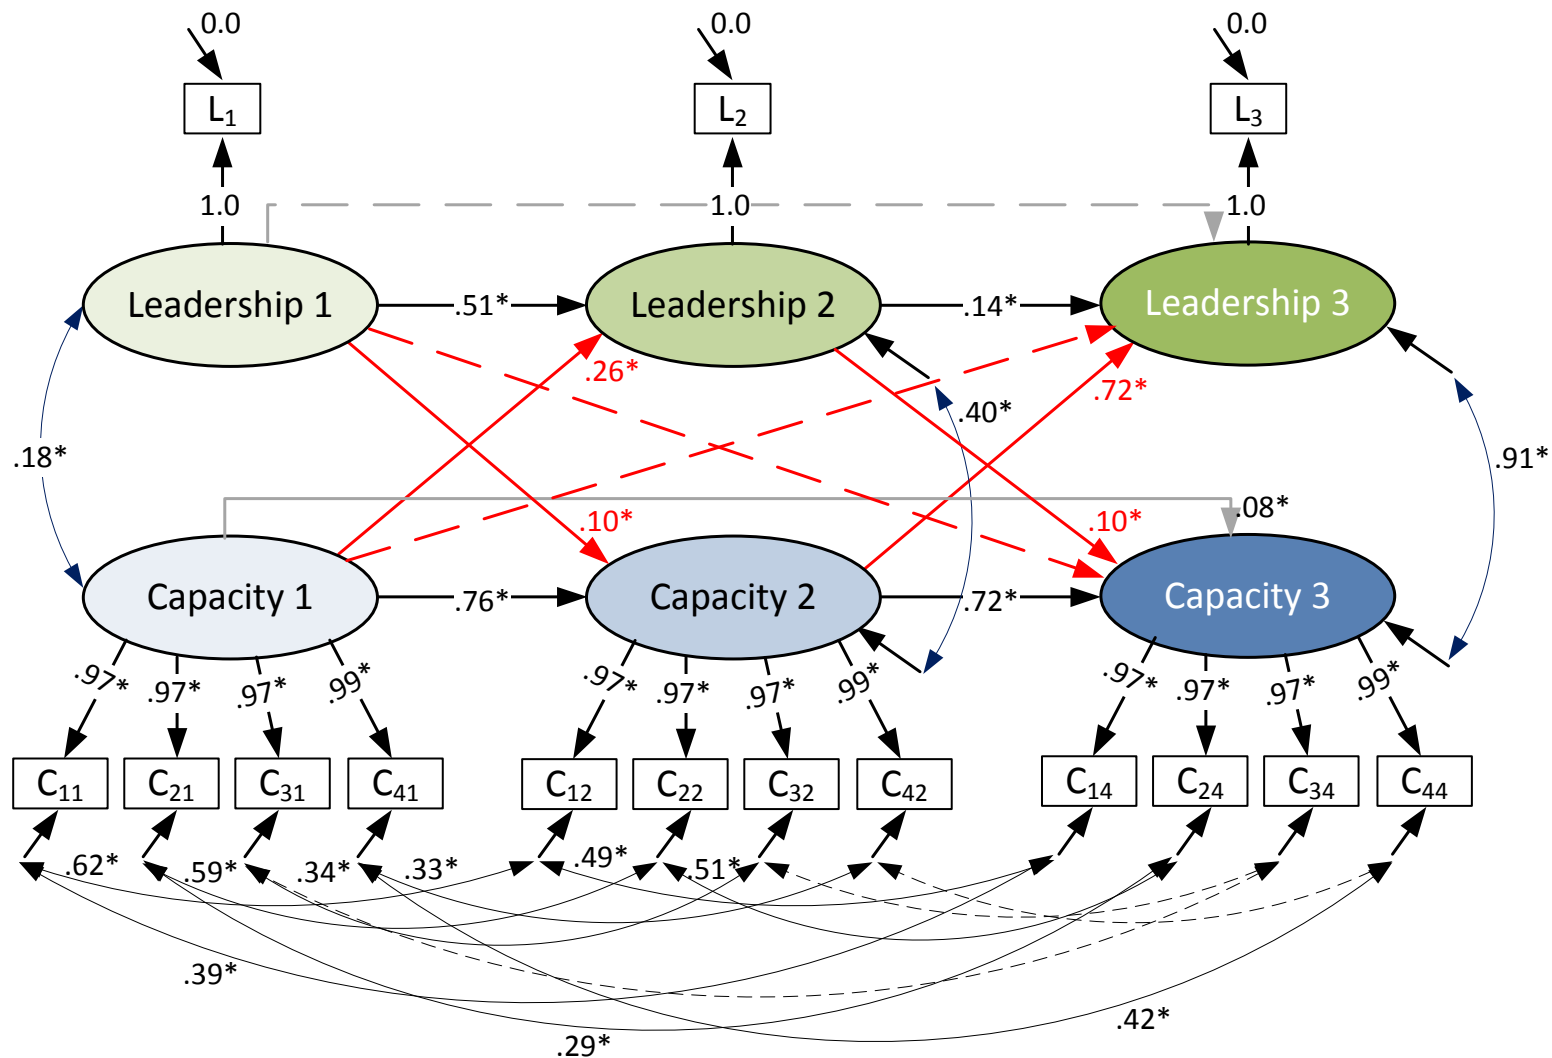 0.0 0.0 0.0
L₁ L₂ L₃
1.0 1.0 1.0
Leadership 1 .51* Leadership 2 .14* Leadership 3
.26* .72*
.40*
.18* .91*
.10* .10* .08*
Capacity 1 .76* Capacity 2 .72* Capacity 3
.97* .97* .97* .99* .97* .97* .97* .99* .97* .97* .97* .99*
C₁₁ C₂₁ C₃₁ C₄₁ C₁₂ C₂₂ C₃₂ C₄₂ C₁₄ C₂₄ C₃₄ C₄₄
.62* .59* .34* .33* .49* .51*
.39*
.42*
.29*